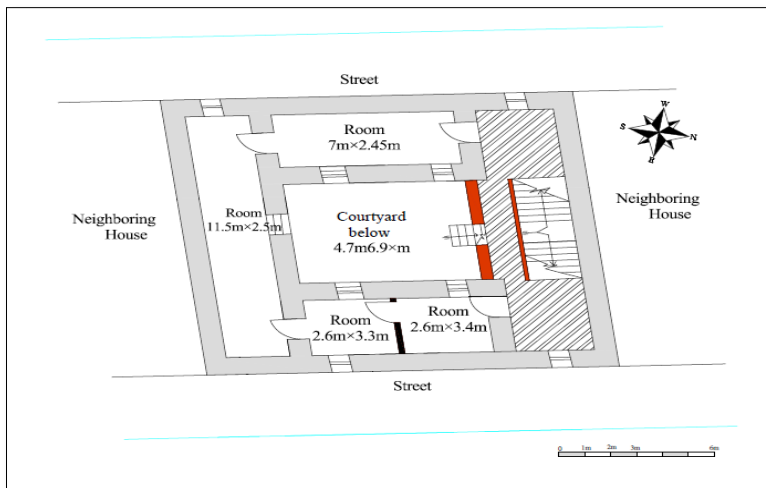 Street
W
S
N
E
Room
7m×2.45m
Neighboring
House
Room
11.5m×2.5m
Courtyard
below
4.7m6.9×m
Neighboring
House
Room
2.6m×3.3m
Room
2.6m×3.4m
Street
0 1m 2m 3m 6m